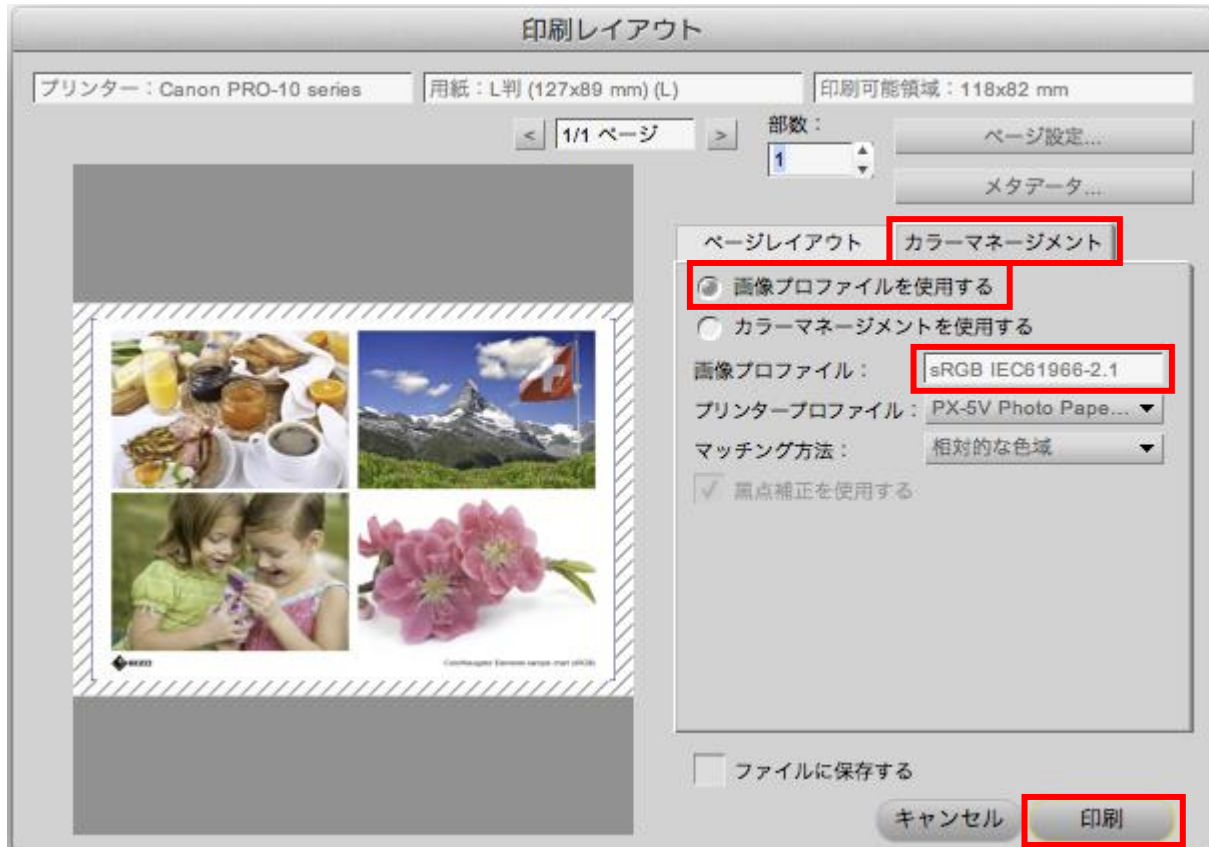 印刷レイアウト
プリンター：Canon PRO-10 series
用紙：L判 (127x89 mm) (L)
印刷可能領域：118x82 mm
< 1/1 ページ >
部数：
1
ページ設定...
メタデータ...
ページレイアウト
カラーマネージメント
画像プロファイルを使用する
カラーマネージメントを使用する
画像プロファイル：
sRGB IEC61966-2.1
プリンタープロファイル：
PX-5V Photo Pape...
マッチング方法：
相対的な色域
黒点補正を使用する
EIZO
ColorNavigator Elements sample chart (sRGB)
ファイルに保存する
キャンセル
印刷